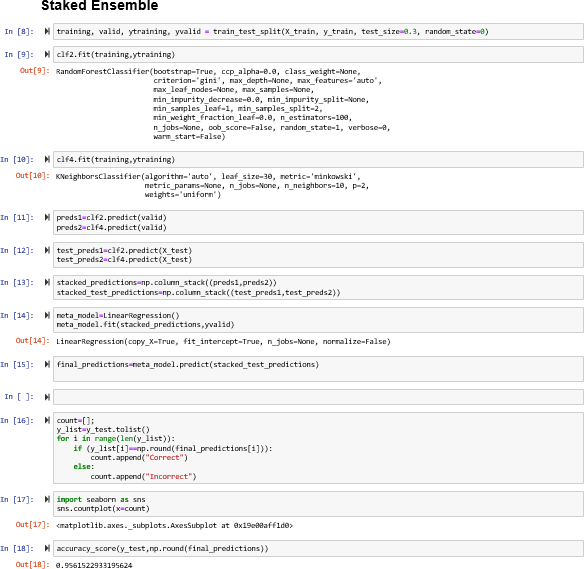 Staked Ensemble
In [8]: training, valid, ytraining, yvalid = train_test_split(X_train, y_train, test_size=0.3, random_state=0)
In [9]: clf2.fit(training,ytraining)
Out[9]: RandomForestClassifier(bootstrap=True, ccp_alpha=0.0, class_weight=None,
criterion='gini', max_depth=None, max_features='auto',
max_leaf_nodes=None, max_samples=None,
min_impurity_decrease=0.0, min_impurity_split=None,
min_samples_leaf=1, min_samples_split=2,
min_weight_fraction_leaf=0.0, n_estimators=100,
n_jobs=None, oob_score=False, random_state=1, verbose=0,
warm_start=False)
In [10]: clf4.fit(training,ytraining)
Out[10]: KNeighborsClassifier(algorithm='auto', leaf_size=30, metric='minkowski',
metric_params=None, n_jobs=None, n_neighbors=10, p=2,
weights='uniform')
In [11]: preds1=clf2.predict(valid)
preds2=clf4.predict(valid)
In [12]: test_preds1=clf2.predict(X_test)
test_preds2=clf4.predict(X_test)
In [13]: stacked_predictions=np.column_stack((preds1,preds2))
stacked_test_predictions=np.column_stack((test_preds1,test_preds2))
In [14]: meta_model=LinearRegression()
meta_model.fit(stacked_predictions,yvalid)
Out[14]: LinearRegression(copy_X=True, fit_intercept=True, n_jobs=None, normalize=False)
In [15]: final_predictions=meta_model.predict(stacked_test_predictions)
In [ ]:
In [16]: count=[];
y_list=y_test.tolist()
for i in range(len(y_list)):
if (y_list[i]==np.round(final_predictions[i])):
count.append("Correct")
else:
count.append("Incorrect")
In [17]: import seaborn as sns
sns.countplot(x=count)
Out[17]: <matplotlib.axes._subplots.AxesSubplot at 0x19e00aff1d0>
In [18]: accuracy_score(y_test,np.round(final_predictions))
Out[18]: 0.9561522933195624